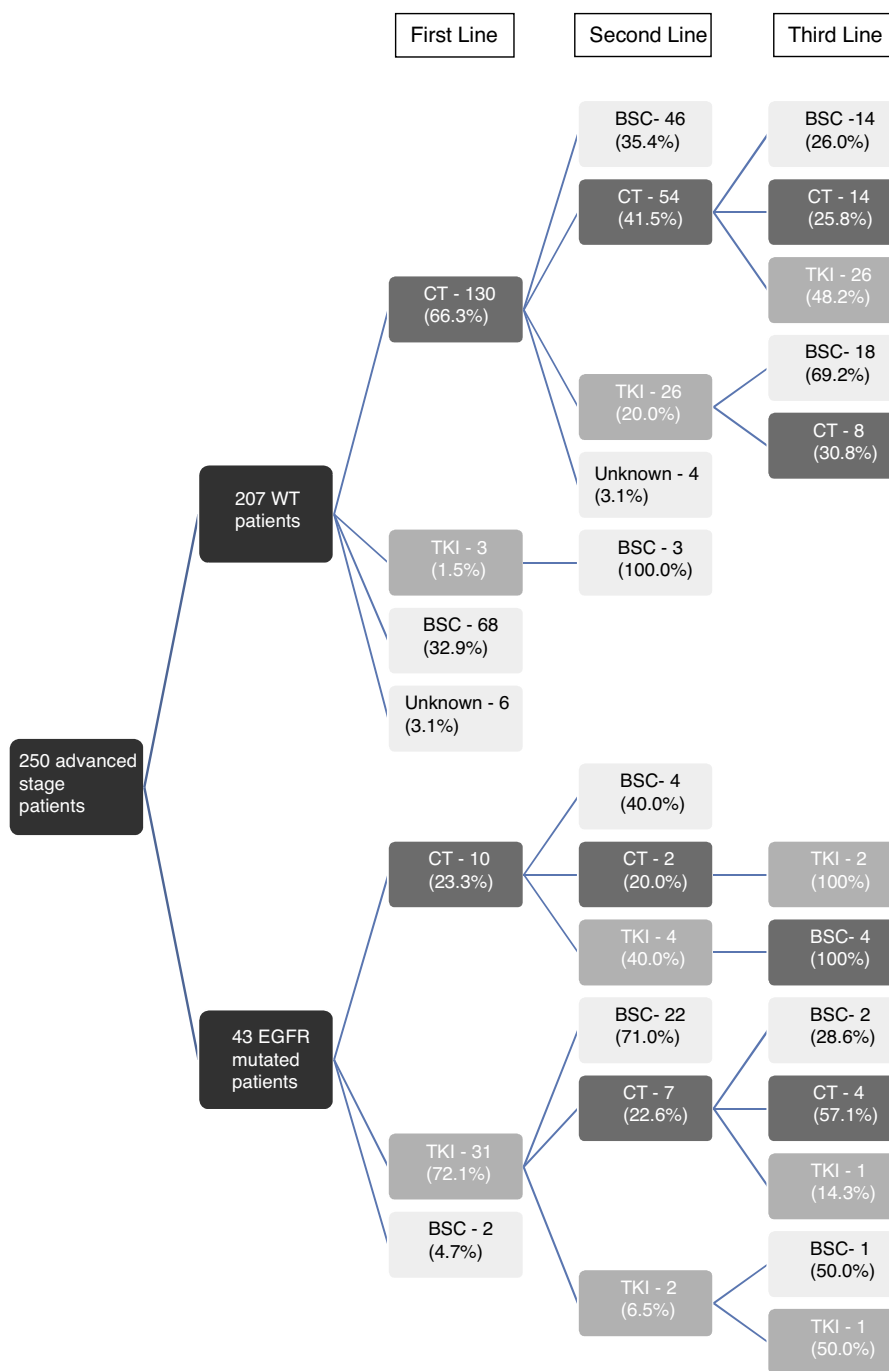 First Line
Second Line
Third Line
BSC- 46
(35.4%)
BSC -14
(26.0%)
CT - 54
(41.5%)
CT - 14
(25.8%)
TKI - 26
(48.2%)
CT - 130
(66.3%)
BSC- 18
(69.2%)
TKI - 26
(20.0%)
CT - 8
(30.8%)
Unknown - 4
(3.1%)
207 WT
patients
TKI - 3
(1.5%)
BSC - 3
(100.0%)
BSC - 68
(32.9%)
Unknown - 6
(3.1%)
250 advanced
stage
patients
BSC- 4
(40.0%)
CT - 10
(23.3%)
CT - 2
(20.0%)
TKI - 2
(100%)
TKI - 4
(40.0%)
BSC- 4
(100%)
43 EGFR
mutated
patients
BSC- 22
(71.0%)
BSC- 2
(28.6%)
CT - 7
(22.6%)
CT - 4
(57.1%)
TKI - 31
(72.1%)
TKI - 1
(14.3%)
BSC - 2
(4.7%)
BSC- 1
(50.0%)
TKI - 2
(6.5%)
TKI - 1
(50.0%)